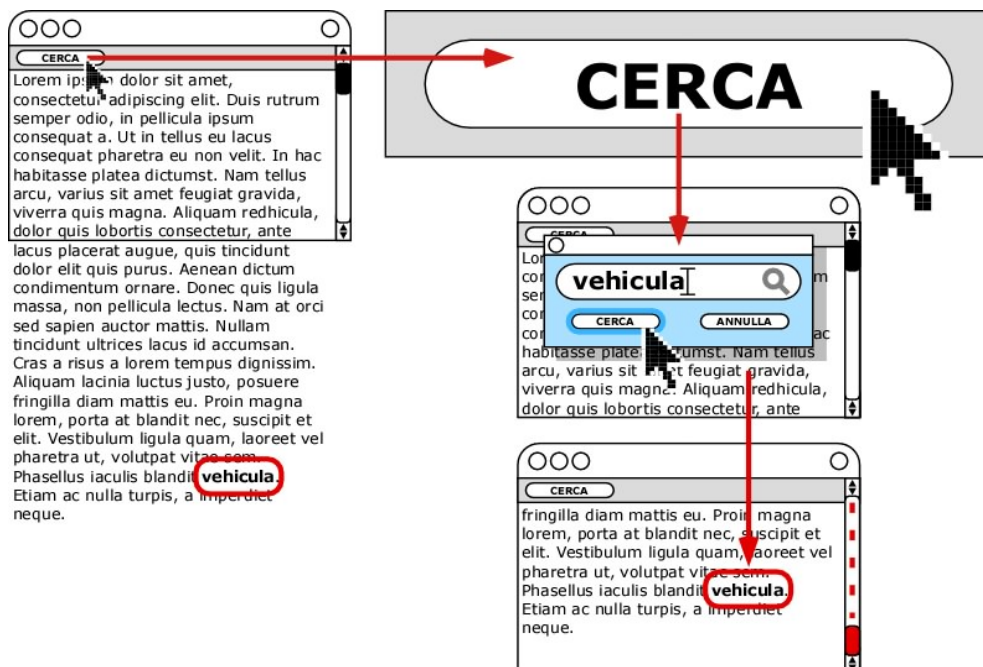 CERCA
Lorem ipsum dolor sit amet,
consectetur adipiscing elit. Duis rutrum
semper odio, in pellicula ipsum
consequat a. Ut in tellus eu lacus
consequat pharetra eu non velit. In hac
habitasse platea dictumst. Nam tellus
arcu, varius sit amet feugiat gravida,
viverra quis magna. Aliquam redhicula,
dolor quis lobortis consectetur, ante
lacus placerat augue, quis tincidunt
dolor elit quis purus. Aenean dictum
condimentum ornare. Donec quis ligula
massa, non pellicula lectus. Nam at orci
sed sapien auctor mattis. Nullam
tincidunt ultrices lacus id accumsan.
Cras a risus a lorem tempus dignissim.
Aliquam lacinia luctus justo, posuere
fringilla diam mattis eu. Proin magna
lorem, porta at blandit nec, suscipit et
elit. Vestibulum ligula quam, laoreet vel
pharetra ut, volutpat vitae sem.
Phasellus iaculis blandit vehicula.
Etiam ac nulla turpis, a imperdiet
neque.
CERCA
CERCA
vehicula
CERCA ANNULLA
habitasse platea dictumst. Nam tellus
arcu, varius sit amet feugiat gravida,
viverra quis magna. Aliquam redhicula,
dolor quis lobortis consectetur, ante
CERCA
fringilla diam mattis eu. Proin magna
lorem, porta at blandit nec, suscipit et
elit. Vestibulum ligula quam, laoreet vel
pharetra ut, volutpat vitae sem.
Phasellus iaculis blandit vehicula.
Etiam ac nulla turpis, a imperdiet
neque.